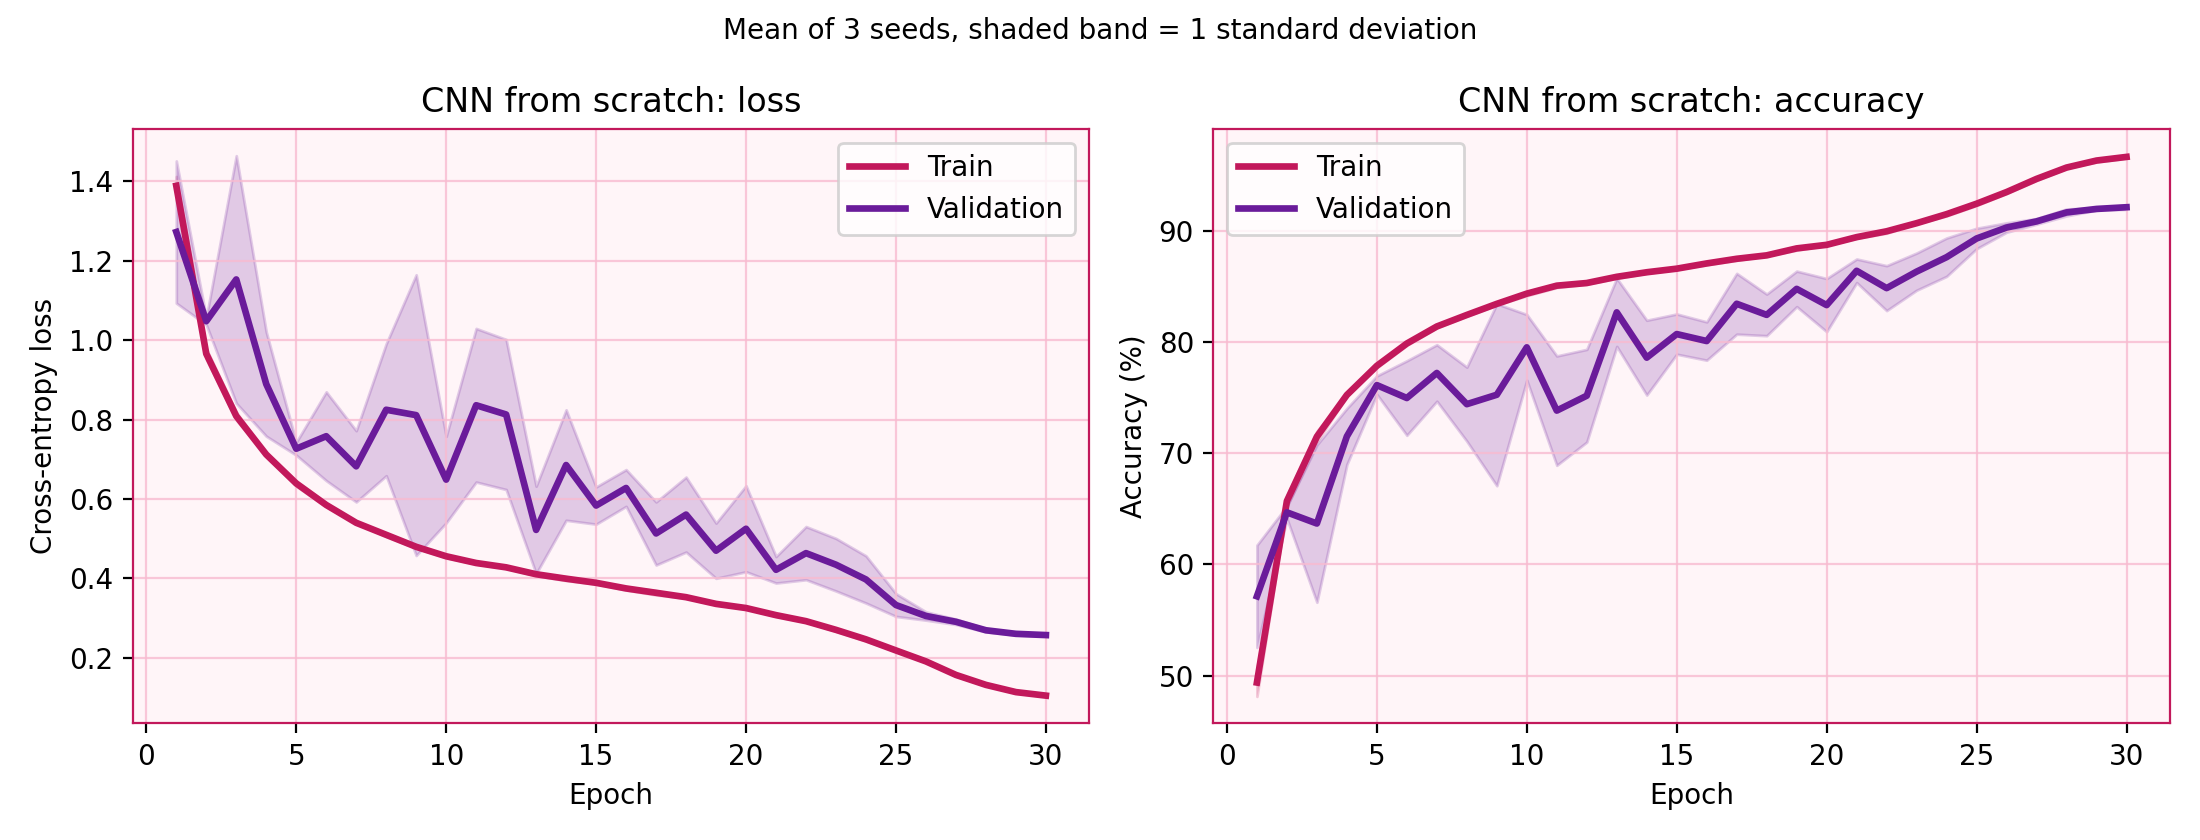 Mean of 3 seeds, shaded band = 1 standard deviation
CNN from scratch: loss
Cross-entropy loss
1.4
1.2
1.0
0.8
0.6
0.4
0.2
Train
Validation
0 5 10 15 20 25 30
Epoch
CNN from scratch: accuracy
Accuracy (%)
90
80
70
60
50
Train
Validation
0 5 10 15 20 25 30
Epoch